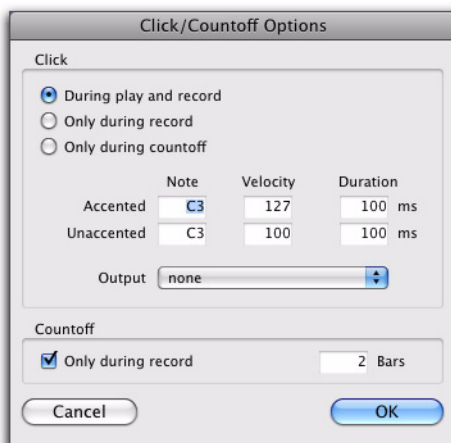 Click/Countoff Options
Click
During play and record
Only during record
Only during countoff
Note Velocity Duration
Accented C3 127 100 ms
Unaccented C3 100 100 ms
Output none
Countoff
Only during record 2 Bars
Cancel OK